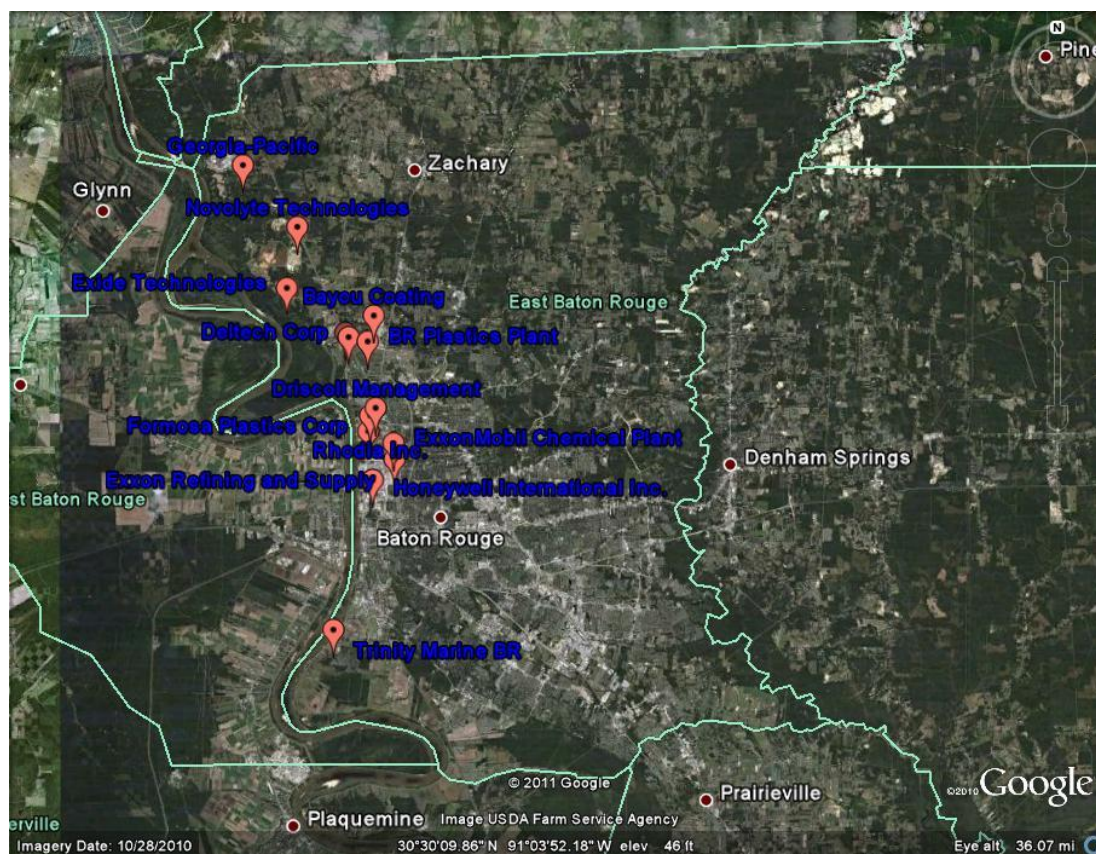 N
Pine
Georgia-Pacific
Zachary
Glynn
Novolyte Technologies
Exide Technologies
Bayou Coating
East Baton Rouge
Deltech Corp
BR Plastics Plant
Driscoll Management
Formosa Plastics Corp
ExxonMobil Chemical Plant
Rhodia Inc.
Denham Springs
Exxon Refining and Supply
Honeywell International Inc.
st Baton Rouge
Baton Rouge
Trinity Marine BR
© 2011 Google
©2010 Google
Prairieville
Plaquemine
Image USDA Farm Service Agency
erville
Imagery Date: 10/28/2010
30°30'09.86" N 91°03'52.18" W elev 46 ft
Eye alt 36.07 mi